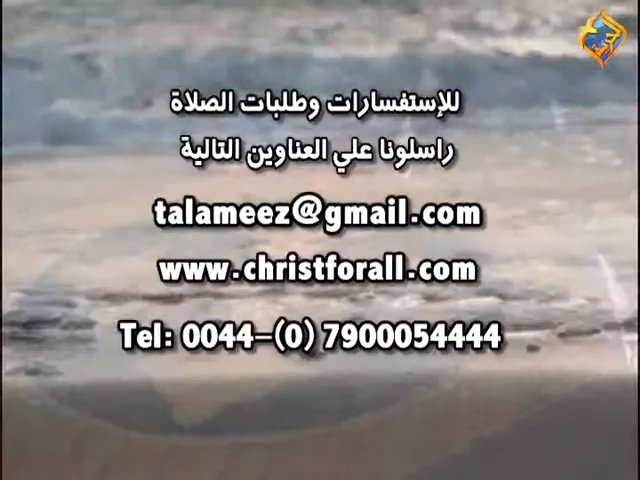 للإستفسارات وطلبات الصلاة
راسلونا علي العناوين التالية
talameez@gmail.com
www.christforall.com
Tel: 0044-(0) 7900054444